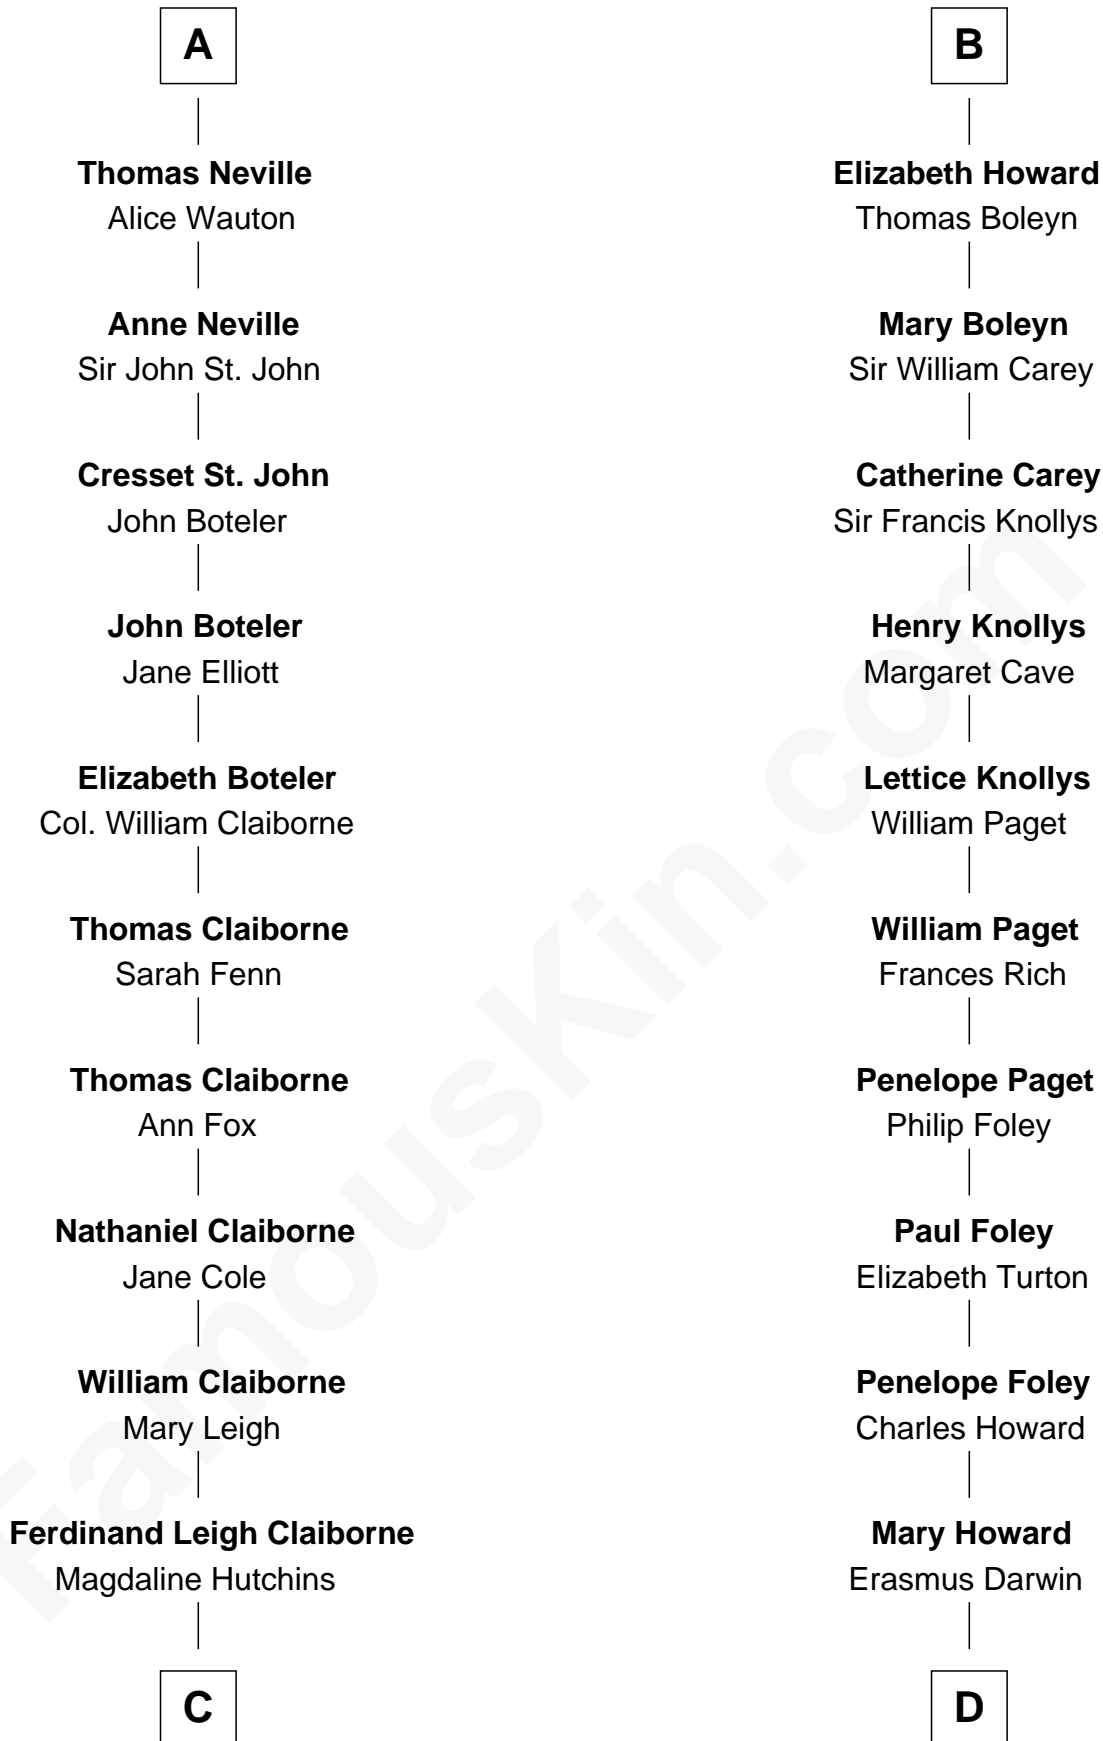 A
Thomas Neville
Alice Wauton
Anne Neville
Sir John St. John
Cresset St. John
John Boteler
John Boteler
Jane Elliott
Elizabeth Boteler
Col. William Claiborne
Thomas Claiborne
Sarah Fenn
Thomas Claiborne
Ann Fox
Nathaniel Claiborne
Jane Cole
William Claiborne
Mary Leigh
Ferdinand Leigh Claiborne
Magdaline Hutchins
C
B
Elizabeth Howard
Thomas Boleyn
Mary Boleyn
Sir William Carey
Catherine Carey
Sir Francis Knollys
Henry Knollys
Margaret Cave
Lettice Knollys
William Paget
William Paget
Frances Rich
Penelope Paget
Philip Foley
Paul Foley
Elizabeth Turton
Penelope Foley
Charles Howard
Mary Howard
Erasmus Darwin
D
FamousKin.com